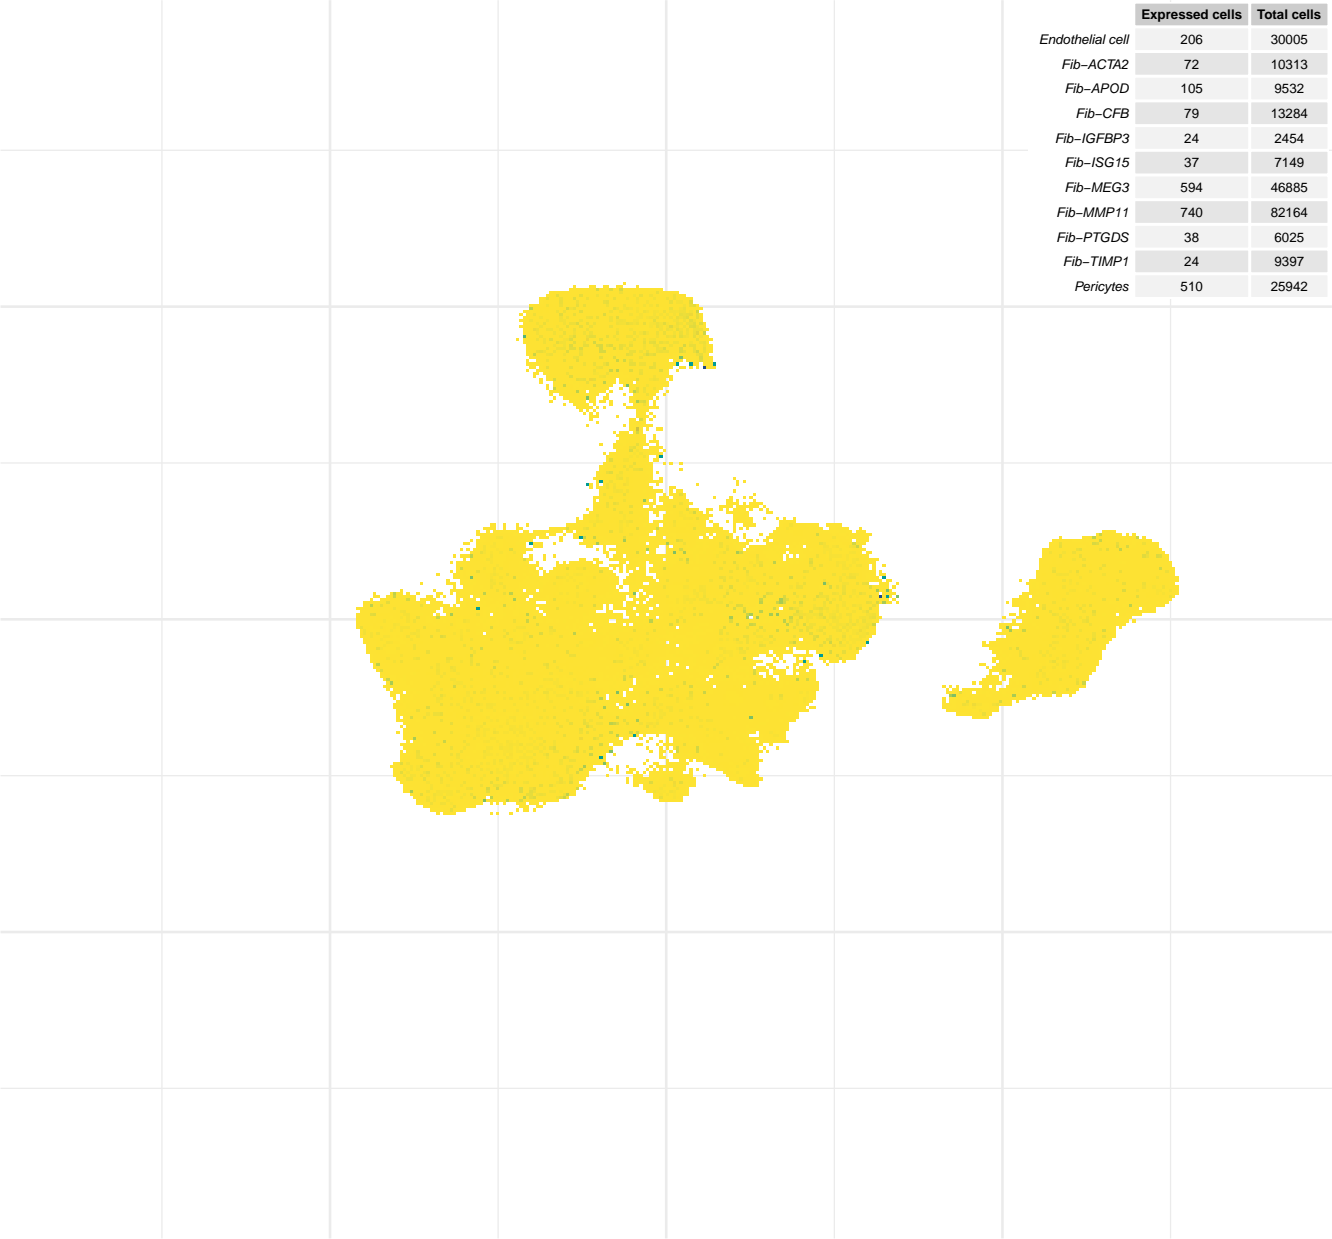 Expressed cells Total cells
Endothelial cell 206 30005
Fib−ACTA2 72 10313
Fib−APOD 105 9532
Fib−CFB 79 13284
Fib−IGFBP3 24 2454
Fib−ISG15 37 7149
Fib−MEG3 594 46885
Fib−MMP11 740 82164
Fib−PTGDS 38 6025
Fib−TIMP1 24 9397
Pericytes 510 25942